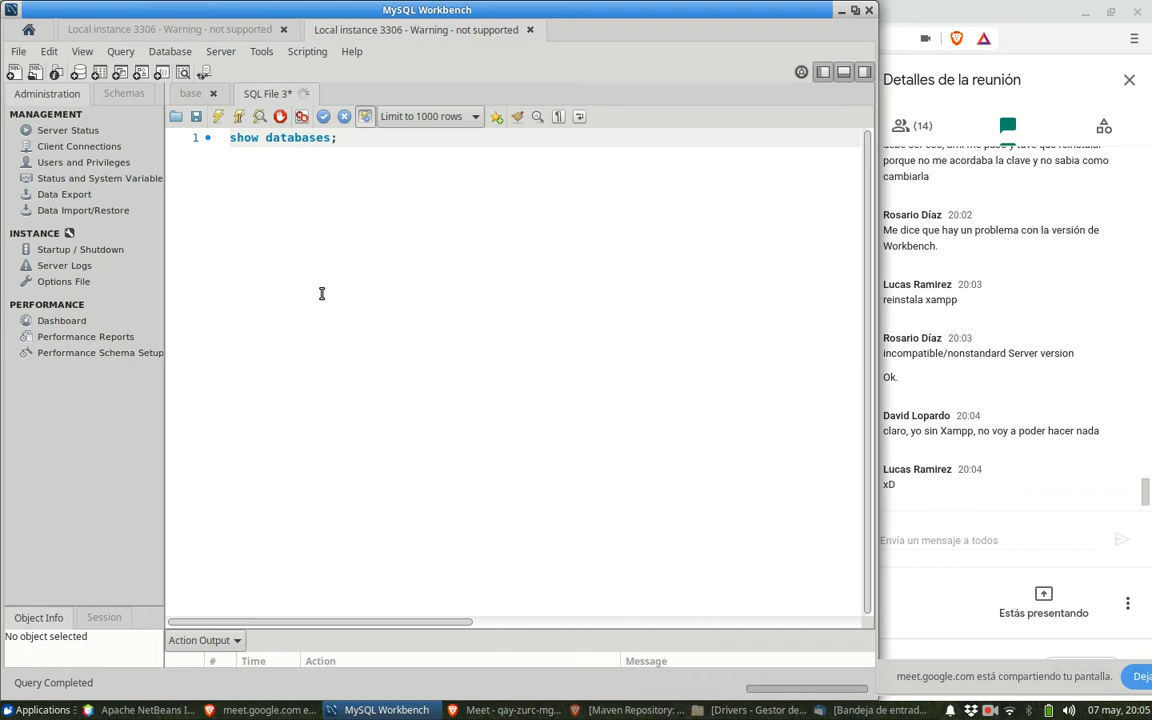 MySQL Workbench
Local instance 3306 - Warning - not supported
Local instance 3306 - Warning - not supported
File Edit View Query Database Server Tools Scripting Help
Administration Schemas
base SQL File 3*
MANAGEMENT
Server Status
Client Connections
Users and Privileges
Status and System Variable
Data Export
Data Import/Restore
INSTANCE
Startup / Shutdown
Server Logs
Options File
PERFORMANCE
Dashboard
Performance Reports
Performance Schema Setup
Limit to 1000 rows
1 show databases;
Object Info Session
No object selected
Action Output
# Time Action Message
Query Completed
Detalles de la reunión
(14)
porque no me acordaba la clave y no sabia como
cambiarla
Rosario Díaz 20:02
Me dice que hay un problema con la versión de
Workbench.
Lucas Ramirez 20:03
reinstala xampp
Rosario Díaz 20:03
incompatible/nonstandard Server version
Ok.
David Lopardo 20:04
claro, yo sin Xampp, no voy a poder hacer nada
Lucas Ramirez 20:04
xD
Envía un mensaje a todos
Estás presentando
meet.google.com está compartiendo tu pantalla.
Deja
Applications
Apache NetBeans I...
meet.google.com e...
MySQL Workbench
Meet - qay-zurc-mg...
[Maven Repository: ...
[Drivers - Gestor de...
[Bandeja de entrad...
07 may, 20:05